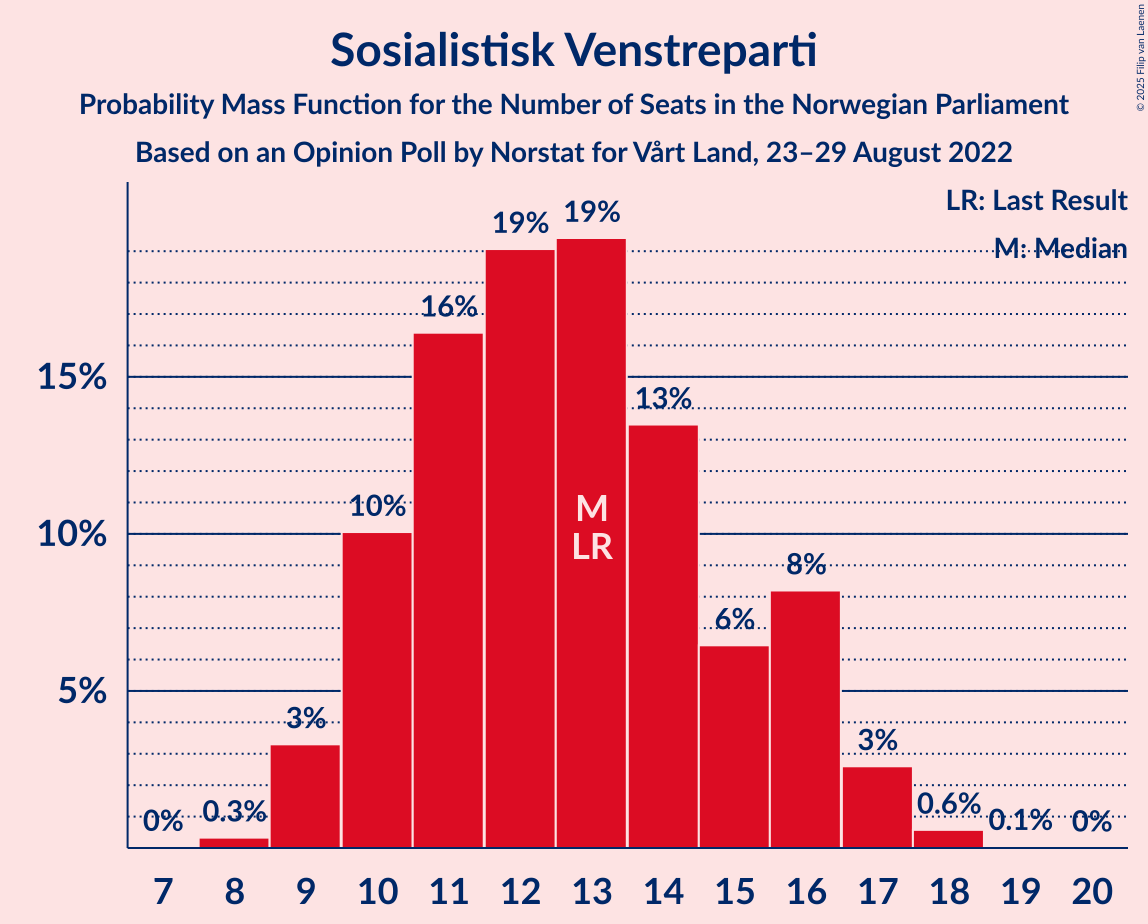 Sosialistisk Venstreparti
Probability Mass Function for the Number of Seats in the Norwegian Parliament
Based on an Opinion Poll by Norstat for Vårt Land, 23–29 August 2022
© 2025 Filip van Laenen
LR: Last Result
M: Median
15%
10%
5%
0%
0.3%
3%
10%
16%
19%
19%
13%
6%
8%
3%
0.6%
0.1%
0%
M
LR
7 8 9 10 11 12 13 14 15 16 17 18 19 20